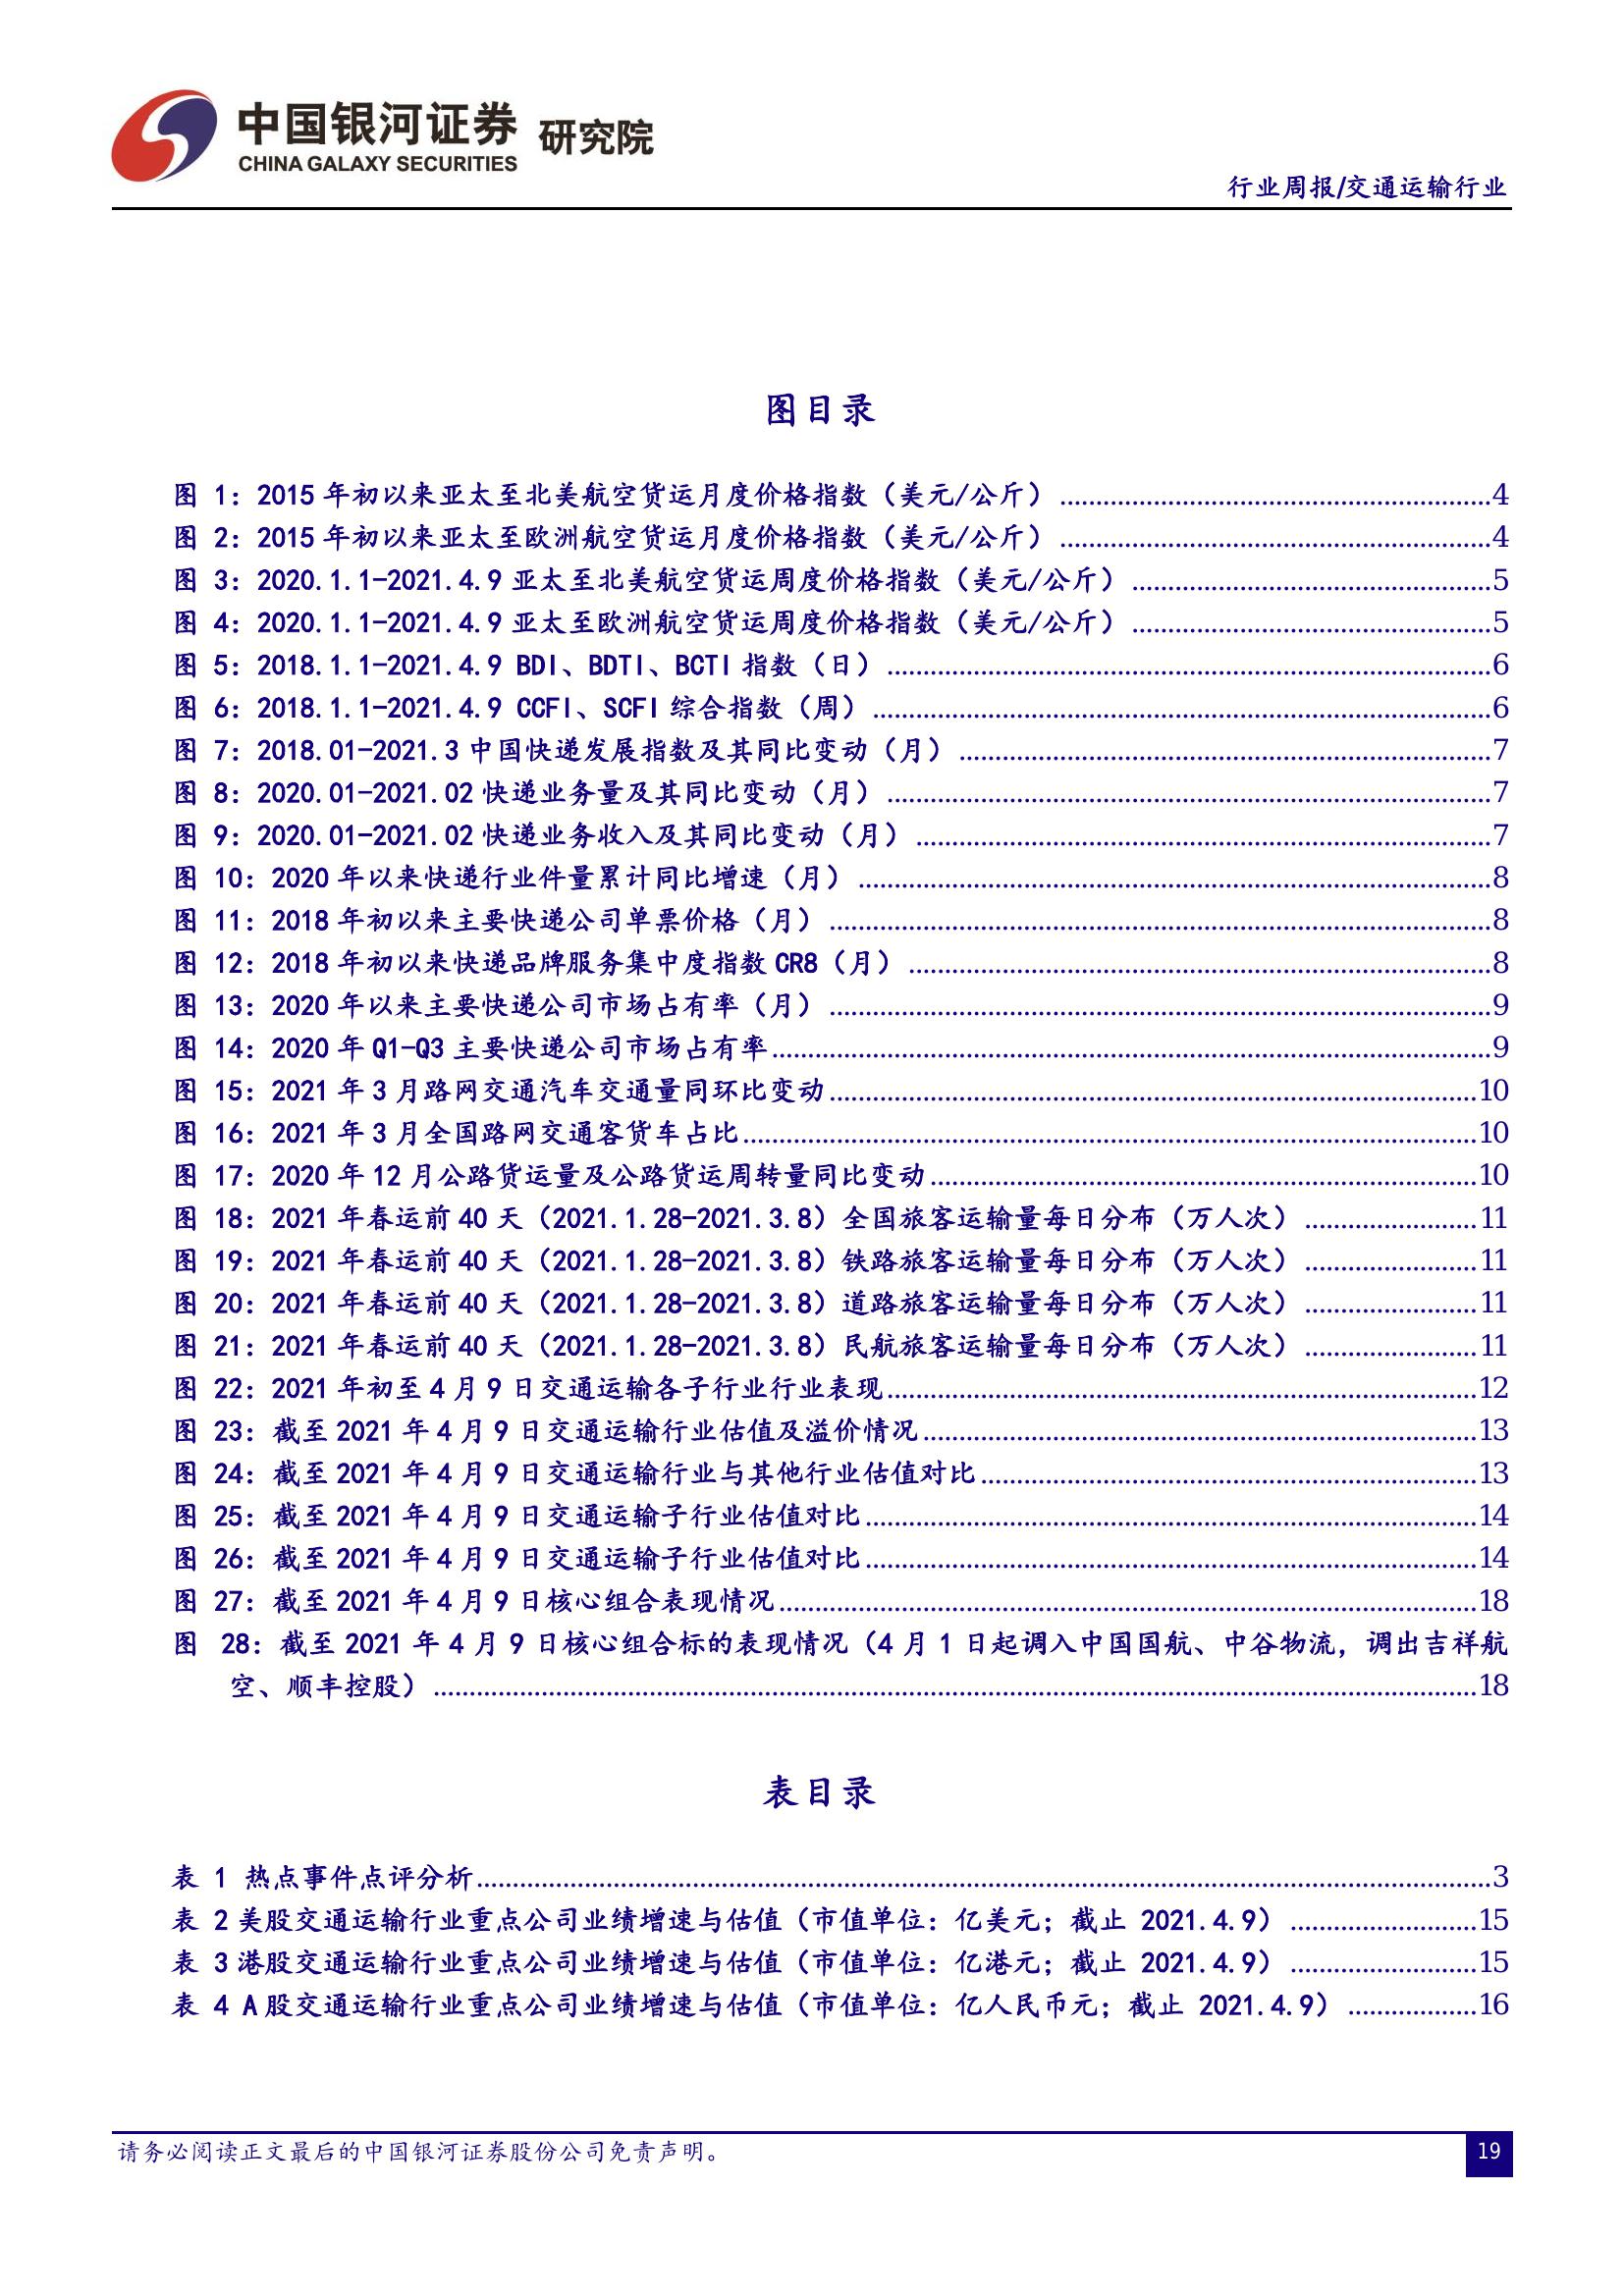 中国银河证券 研究院
CHINA GALAXY SECURITIES
行业周报/交通运输行业
图目录
图 1：2015 年初以来亚太至北美航空货运月度价格指数（美元/公斤）..........4
图 2：2015 年初以来亚太至欧洲航空货运月度价格指数（美元/公斤）..........4
图 3：2020.1.1-2021.4.9 亚太至北美航空货运周度价格指数（美元/公斤）..........5
图 4：2020.1.1-2021.4.9 亚太至欧洲航空货运周度价格指数（美元/公斤）..........5
图 5：2018.1.1-2021.4.9 BDI、BDTI、BCTI 指数（日）..........6
图 6：2018.1.1-2021.4.9 CCFI、SCFI 综合指数（周）..........6
图 7：2018.01-2021.3 中国快递发展指数及其同比变动（月）..........7
图 8：2020.01-2021.02 快递业务量及其同比变动（月）..........7
图 9：2020.01-2021.02 快递业务收入及其同比变动（月）..........7
图 10：2020 年以来快递行业件量累计同比增速（月）..........8
图 11：2018 年初以来主要快递公司单票价格（月）..........8
图 12：2018 年初以来快递品牌服务集中度指数 CR8（月）..........8
图 13：2020 年以来主要快递公司市场占有率（月）..........9
图 14：2020 年 Q1-Q3 主要快递公司市场占有率..........9
图 15：2021 年 3 月路网交通汽车交通量同环比变动..........10
图 16：2021 年 3 月全国路网交通客货车占比..........10
图 17：2020 年 12 月公路货运量及公路货运周转量同比变动..........10
图 18：2021 年春运前 40 天（2021.1.28-2021.3.8）全国旅客运输量每日分布（万人次）..........11
图 19：2021 年春运前 40 天（2021.1.28-2021.3.8）铁路旅客运输量每日分布（万人次）..........11
图 20：2021 年春运前 40 天（2021.1.28-2021.3.8）道路旅客运输量每日分布（万人次）..........11
图 21：2021 年春运前 40 天（2021.1.28-2021.3.8）民航旅客运输量每日分布（万人次）..........11
图 22：2021 年初至 4 月 9 日交通运输各子行业行业表现..........12
图 23：截至 2021 年 4 月 9 日交通运输行业估值及溢价情况..........13
图 24：截至 2021 年 4 月 9 日交通运输行业与其他行业估值对比..........13
图 25：截至 2021 年 4 月 9 日交通运输子行业估值对比..........14
图 26：截至 2021 年 4 月 9 日交通运输子行业估值对比..........14
图 27：截至 2021 年 4 月 9 日核心组合表现情况..........18
图 28：截至 2021 年 4 月 9 日核心组合标的表现情况（4 月 1 日起调入中国国航、中谷物流，调出吉祥航
空、顺丰控股）..........18
表目录
表 1 热点事件点评分析..........3
表 2 美股交通运输行业重点公司业绩增速与估值（市值单位：亿美元；截止 2021.4.9）..........15
表 3 港股交通运输行业重点公司业绩增速与估值（市值单位：亿港元；截止 2021.4.9）..........15
表 4 A 股交通运输行业重点公司业绩增速与估值（市值单位：亿人民币元；截止 2021.4.9）..........16
请务必阅读正文最后的中国银河证券股份公司免责声明。
19